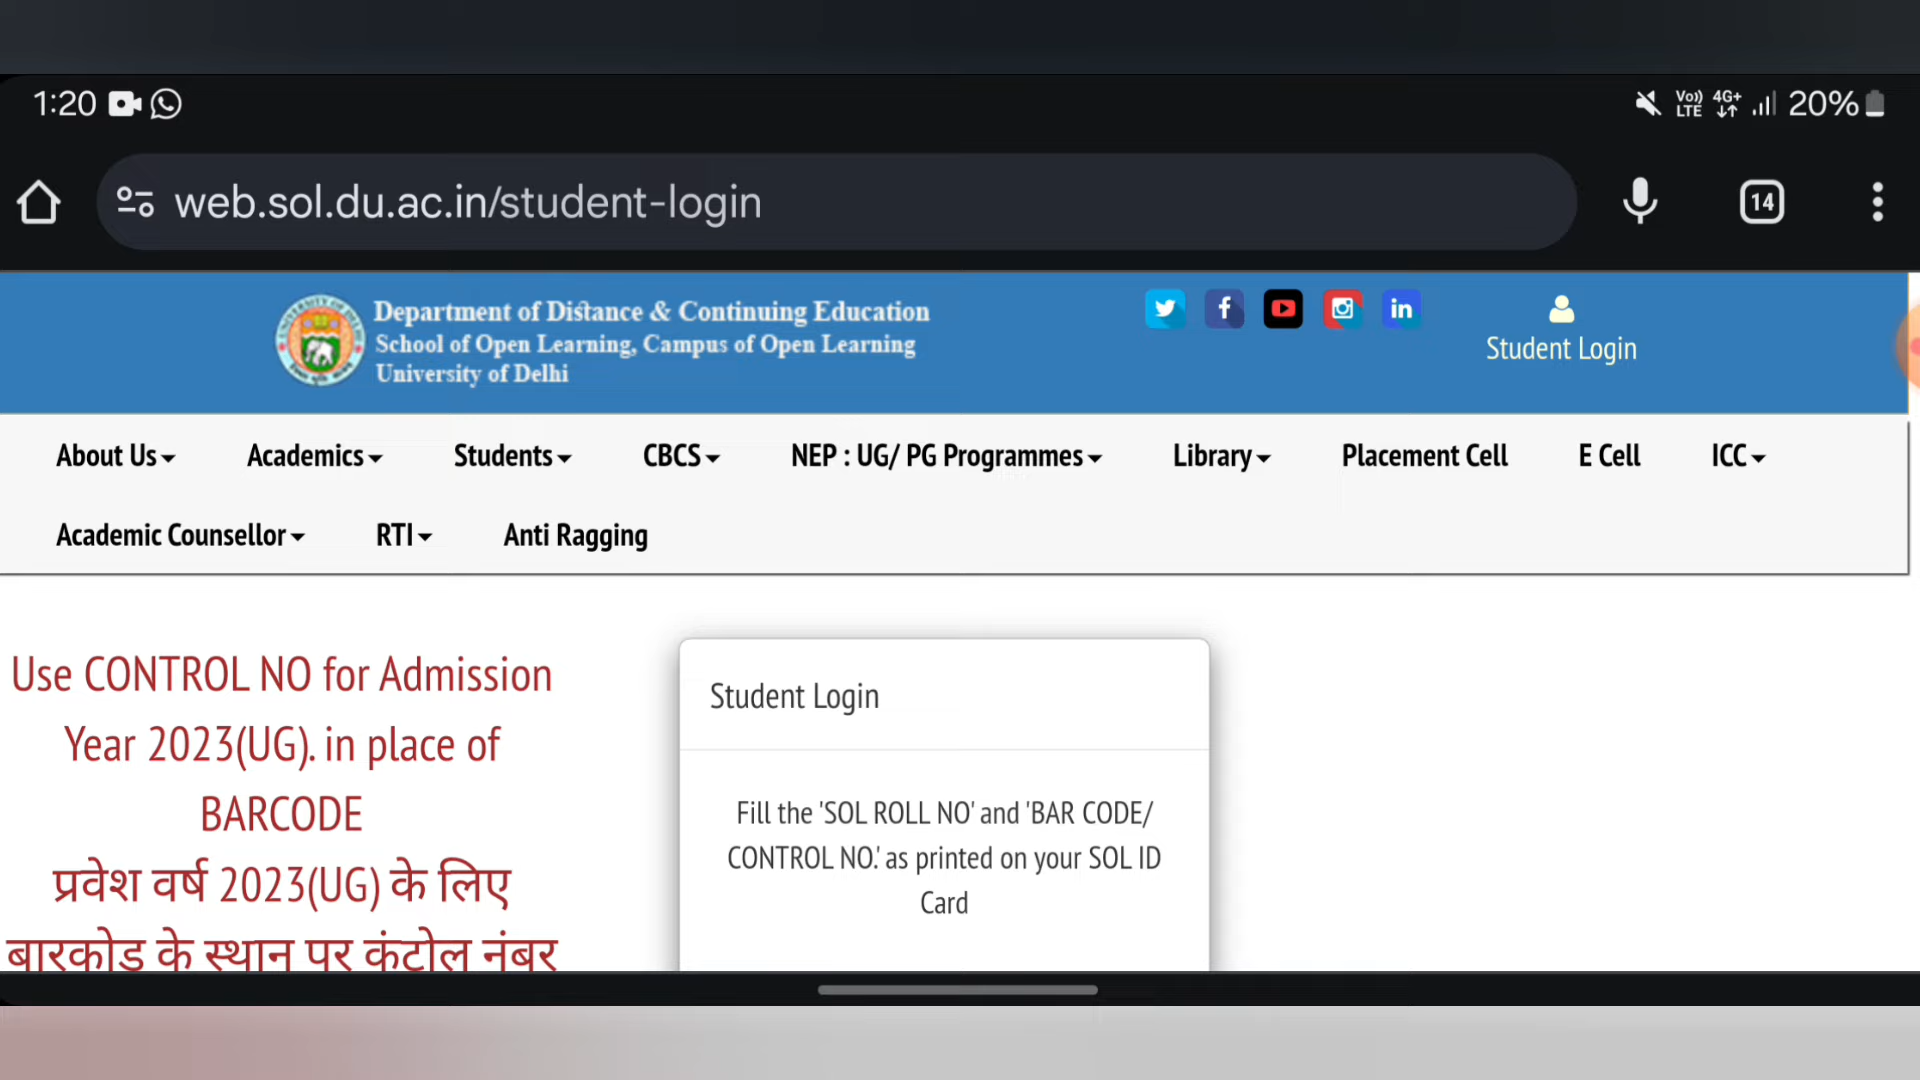 1:20
Vo)) LTE 4G+ 20%
web.sol.du.ac.in/student-login
14
Department of Distance & Continuing Education
School of Open Learning, Campus of Open Learning
University of Delhi
Student Login
About Us Academics Students CBCS NEP : UG/ PG Programmes Library Placement Cell E Cell ICC
Academic Counsellor RTI Anti Ragging
Use CONTROL NO for Admission
Year 2023(UG). in place of
BARCODE
प्रवेश वर्ष 2023(UG) के लिए
बारकोड के स्थान पर कंट्रोल नंबर
Student Login
Fill the 'SOL ROLL NO' and 'BAR CODE/
CONTROL NO.' as printed on your SOL ID
Card